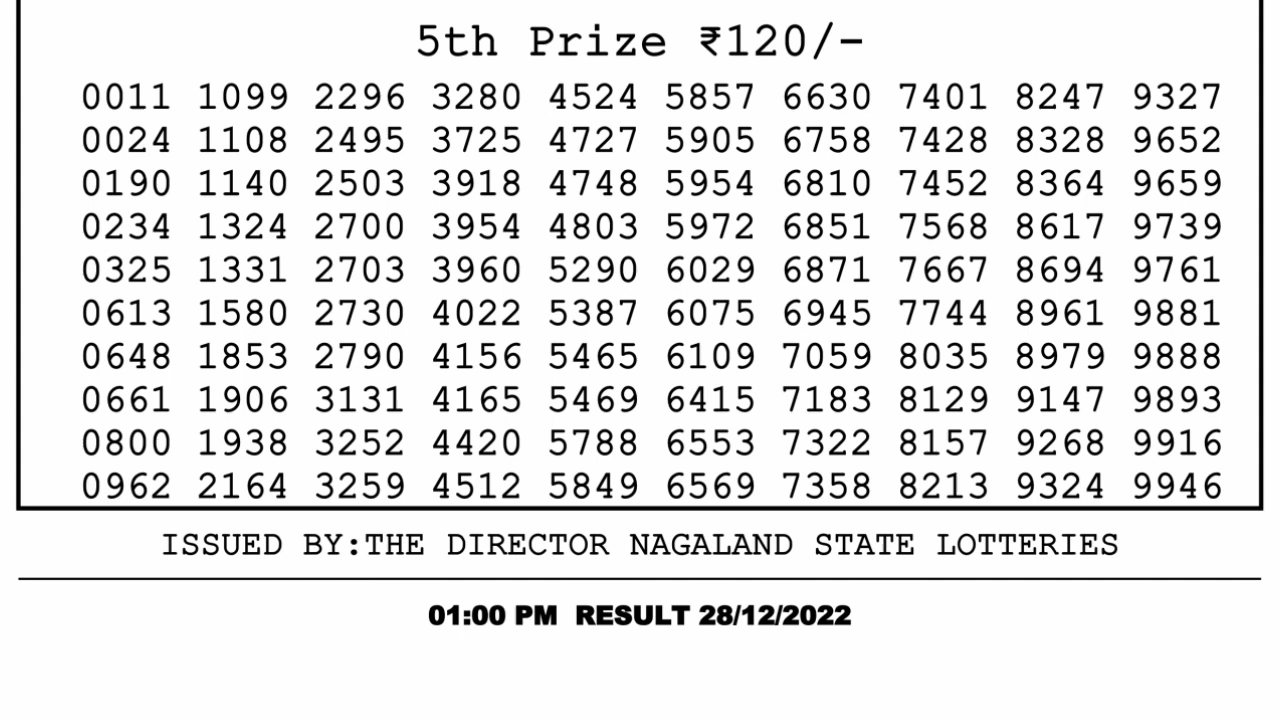 5th Prize ₹120/-
0011 1099 2296 3280 4524 5857 6630 7401 8247 9327
0024 1108 2495 3725 4727 5905 6758 7428 8328 9652
0190 1140 2503 3918 4748 5954 6810 7452 8364 9659
0234 1324 2700 3954 4803 5972 6851 7568 8617 9739
0325 1331 2703 3960 5290 6029 6871 7667 8694 9761
0613 1580 2730 4022 5387 6075 6945 7744 8961 9881
0648 1853 2790 4156 5465 6109 7059 8035 8979 9888
0661 1906 3131 4165 5469 6415 7183 8129 9147 9893
0800 1938 3252 4420 5788 6553 7322 8157 9268 9916
0962 2164 3259 4512 5849 6569 7358 8213 9324 9946
ISSUED BY:THE DIRECTOR NAGALAND STATE LOTTERIES
01:00 PM RESULT 28/12/2022